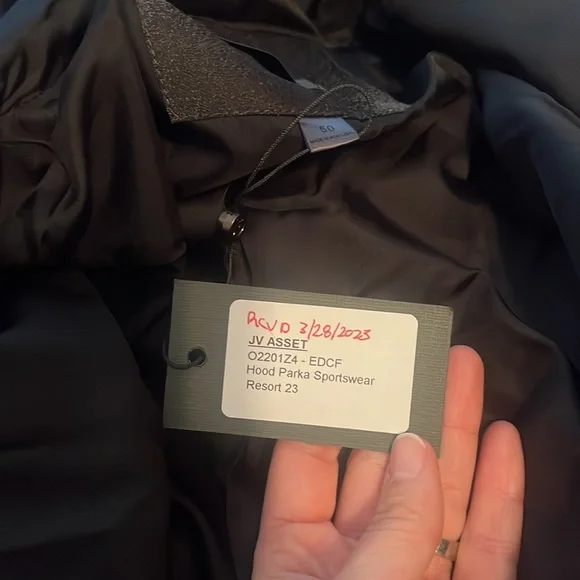 50
RCVD 3/28/2023
JV ASSET
O2201Z4 - EDCF
Hood Parka Sportswear
Resort 23